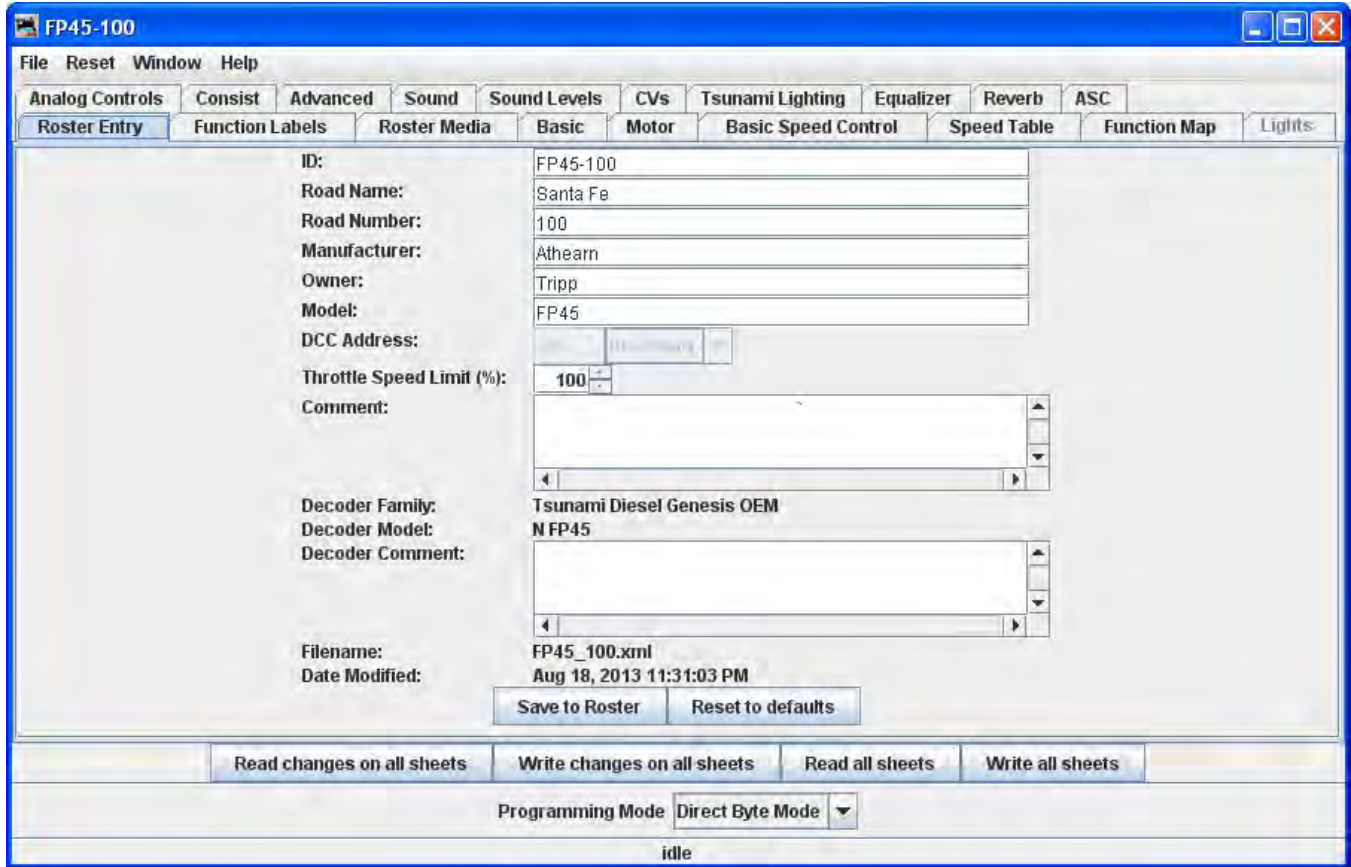 FP45-100
File Reset Window Help
Analog Controls Consist Advanced Sound Sound Levels CVs Tsunami Lighting Equalizer Reverb ASC
Roster Entry Function Labels Roster Media Basic Motor Basic Speed Control Speed Table Function Map Lights
ID: FP45-100
Road Name: Santa Fe
Road Number: 100
Manufacturer: Athearn
Owner: Tripp
Model: FP45
DCC Address:
Throttle Speed Limit (%): 100
Comment:
Decoder Family: Tsunami Diesel Genesis OEM
Decoder Model: N FP45
Decoder Comment:
Filename: FP45_100.xml
Date Modified: Aug 18, 2013 11:31:03 PM
Save to Roster Reset to defaults
Read changes on all sheets Write changes on all sheets Read all sheets Write all sheets
Programming Mode Direct Byte Mode
idle